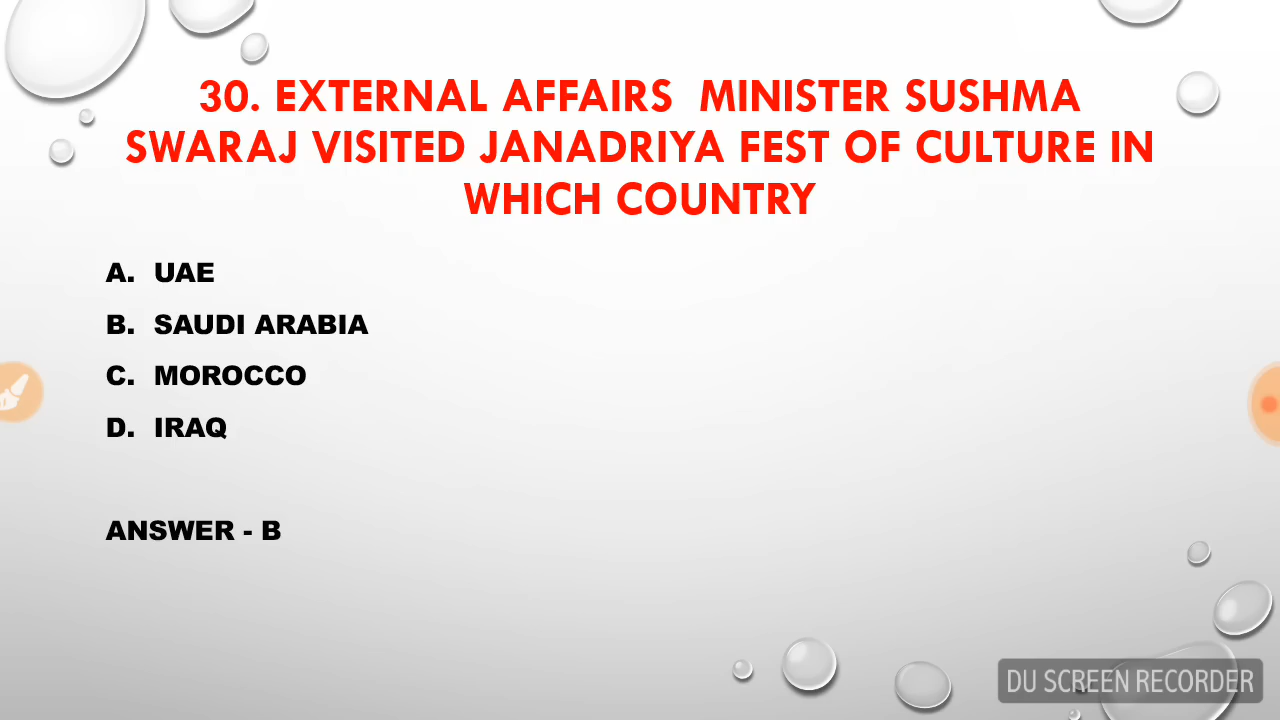 30. EXTERNAL AFFAIRS  MINISTER SUSHMA
SWARAJ VISITED JANADRIYA FEST OF CULTURE IN
WHICH COUNTRY
A. UAE
B. SAUDI ARABIA
C. MOROCCO
D. IRAQ
ANSWER - B
DU SCREEN RECORDER